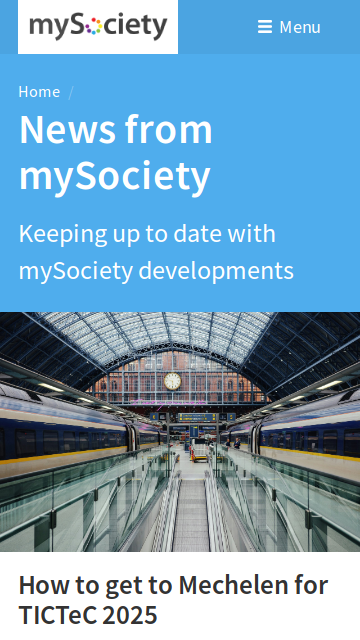 mySociety
Menu
Home /
News from
mySociety
Keeping up to date with
mySociety developments
How to get to Mechelen for
TICTeC 2025